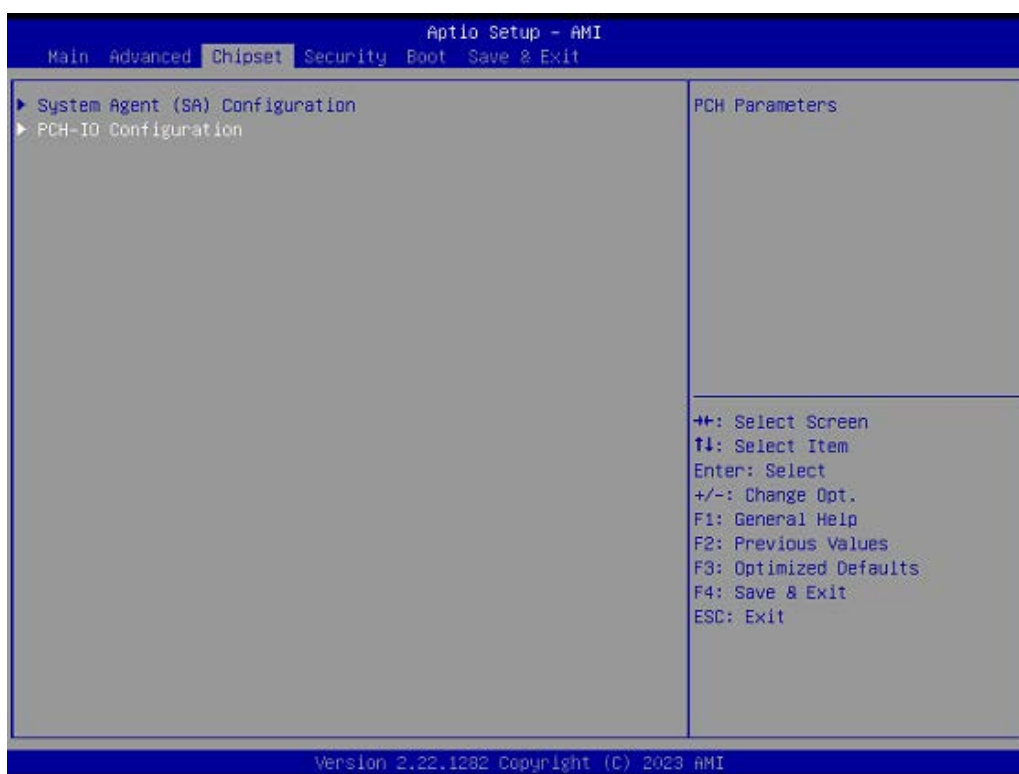 Aptio Setup - AMI
Main Advanced Chipset Security Boot Save & Exit
▶ System Agent (SA) Configuration
▶ PCH-IO Configuration
PCH Parameters
→←: Select Screen
↑↓: Select Item
Enter: Select
+/-: Change Opt.
F1: General Help
F2: Previous Values
F3: Optimized Defaults
F4: Save & Exit
ESC: Exit
Version 2.22.1282 Copyright (C) 2023 AMI